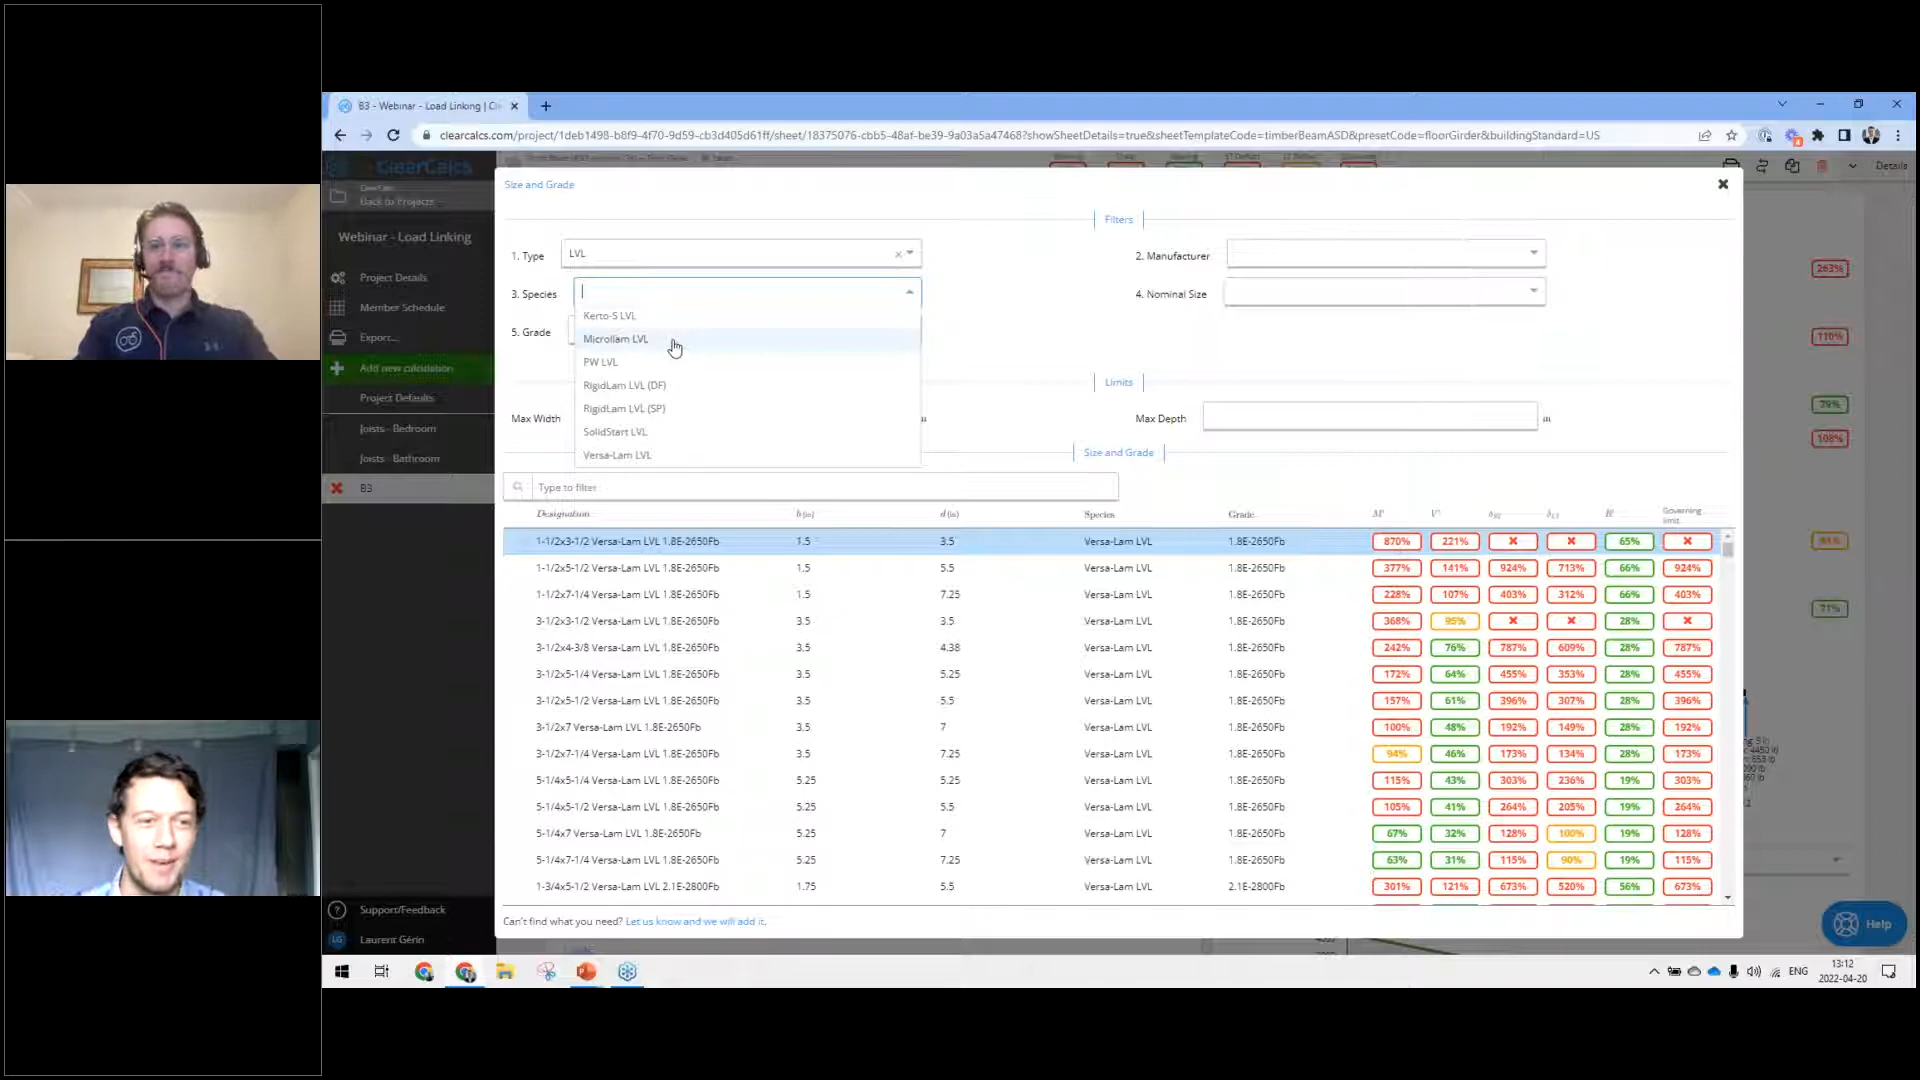 B3 - Webinar - Load Linking | Cl
clearcalcs.com/project/1deb1498-b8f9-4f70-9d59-cb3d405d61ff/sheet/18375076-cbb5-48af-be39-9a03a5a47468?showSheetDetails=true&sheetTemplateCode=timberBeamASD&presetCode=floorGirder&buildingStandard=US
ClearCalcs
Details
ClearCalc
Back to Projects
Webinar - Load Linking
Project Details
Member Schedule
Export...
Add new calculation
Project Defaults
Joists - Bedroom
Joists - Bathroom
B3
Support/Feedback
LG Laurent Gérin
Size and Grade
Filters
1. Type LVL
2. Manufacturer
3. Species
4. Nominal Size
5. Grade
Kerto-S LVL
Microllam LVL
PW LVL
RigidLam LVL (DF)
RigidLam LVL (SP)
SolidStart LVL
Versa-Lam LVL
Limits
Max Width
Max Depth in
Size and Grade
Type to filter
Designation b (in) d (in) Species Grade Governing limit
1-1/2x3-1/2 Versa-Lam LVL 1.8E-2650Fb 1.5 3.5 Versa-Lam LVL 1.8E-2650Fb 870% 221% 65%
1-1/2x5-1/2 Versa-Lam LVL 1.8E-2650Fb 1.5 5.5 Versa-Lam LVL 1.8E-2650Fb 377% 141% 924% 713% 66% 924%
1-1/2x7-1/4 Versa-Lam LVL 1.8E-2650Fb 1.5 7.25 Versa-Lam LVL 1.8E-2650Fb 228% 107% 403% 312% 66% 403%
3-1/2x3-1/2 Versa-Lam LVL 1.8E-2650Fb 3.5 3.5 Versa-Lam LVL 1.8E-2650Fb 368% 95% 28%
3-1/2x4-3/8 Versa-Lam LVL 1.8E-2650Fb 3.5 4.38 Versa-Lam LVL 1.8E-2650Fb 242% 76% 787% 609% 28% 787%
3-1/2x5-1/4 Versa-Lam LVL 1.8E-2650Fb 3.5 5.25 Versa-Lam LVL 1.8E-2650Fb 172% 64% 455% 353% 28% 455%
3-1/2x5-1/2 Versa-Lam LVL 1.8E-2650Fb 3.5 5.5 Versa-Lam LVL 1.8E-2650Fb 157% 61% 396% 307% 28% 396%
3-1/2x7 Versa-Lam LVL 1.8E-2650Fb 3.5 7 Versa-Lam LVL 1.8E-2650Fb 100% 48% 192% 149% 28% 192%
3-1/2x7-1/4 Versa-Lam LVL 1.8E-2650Fb 3.5 7.25 Versa-Lam LVL 1.8E-2650Fb 94% 46% 173% 134% 28% 173%
5-1/4x5-1/4 Versa-Lam LVL 1.8E-2650Fb 5.25 5.25 Versa-Lam LVL 1.8E-2650Fb 115% 43% 303% 236% 19% 303%
5-1/4x5-1/2 Versa-Lam LVL 1.8E-2650Fb 5.25 5.5 Versa-Lam LVL 1.8E-2650Fb 105% 41% 264% 205% 19% 264%
5-1/4x7 Versa-Lam LVL 1.8E-2650Fb 5.25 7 Versa-Lam LVL 1.8E-2650Fb 67% 32% 128% 100% 19% 128%
5-1/4x7-1/4 Versa-Lam LVL 1.8E-2650Fb 5.25 7.25 Versa-Lam LVL 1.8E-2650Fb 63% 31% 115% 90% 19% 115%
1-3/4x5-1/2 Versa-Lam LVL 2.1E-2800Fb 1.75 5.5 Versa-Lam LVL 2.1E-2800Fb 301% 121% 673% 520% 56% 673%
Can't find what you need? Let us know and we will add it.
263%
110%
79%
108%
71%
Help
ENG
13:12
2022-04-20